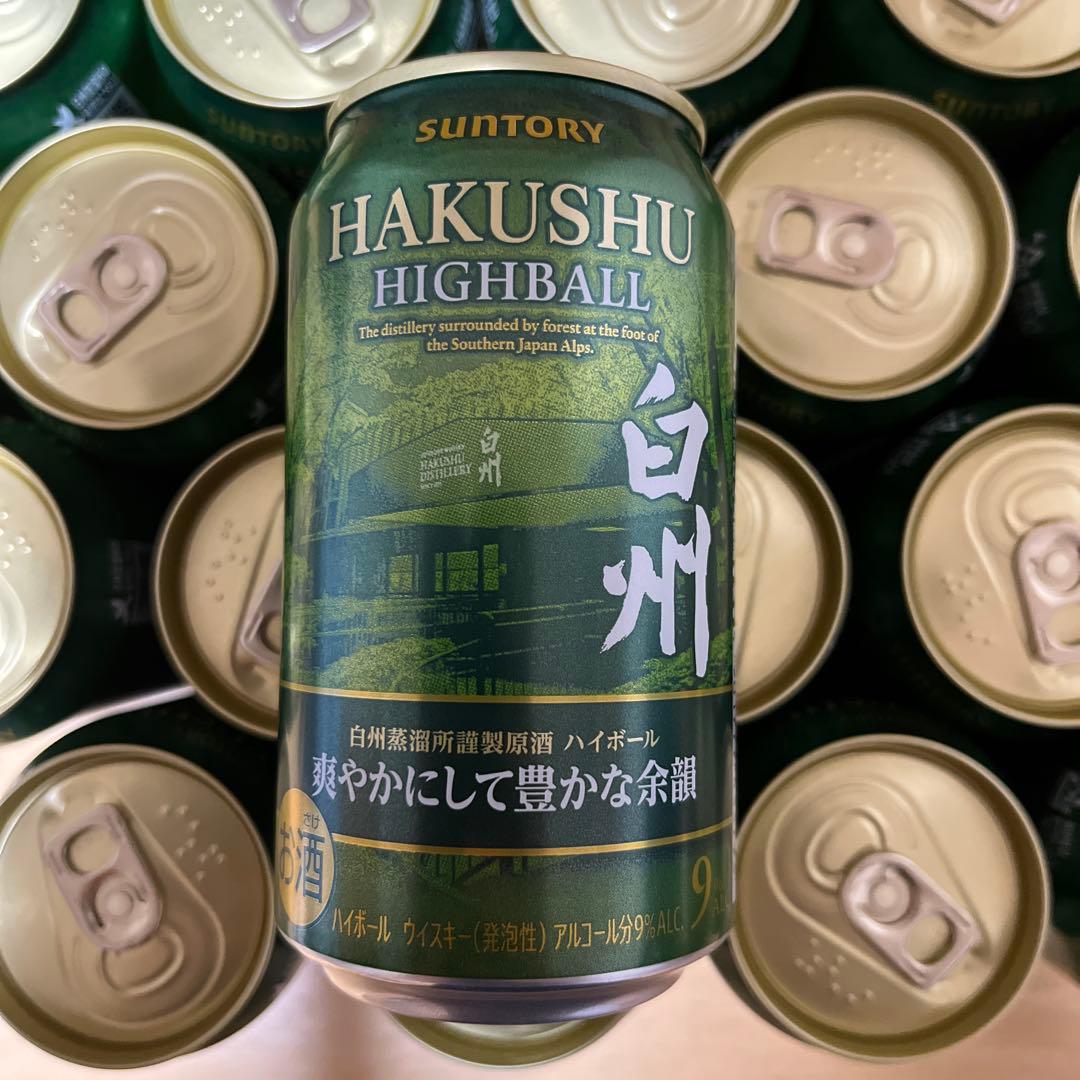 SUNTORY
HAKUSHU
HIGHBALL
The distillery surrounded by forest at the foot of
the Southern Japan Alps.
白州
HAKUSHU
DISTILLERY
白州
白州蒸溜所謹製原酒 ハイボール
爽やかにして豊かな余韻
さけ
お酒
ハイボール ウイスキー(発泡性) アルコール分9%ALC.
9
SUNTORY
SUNTORY
SUNTORY